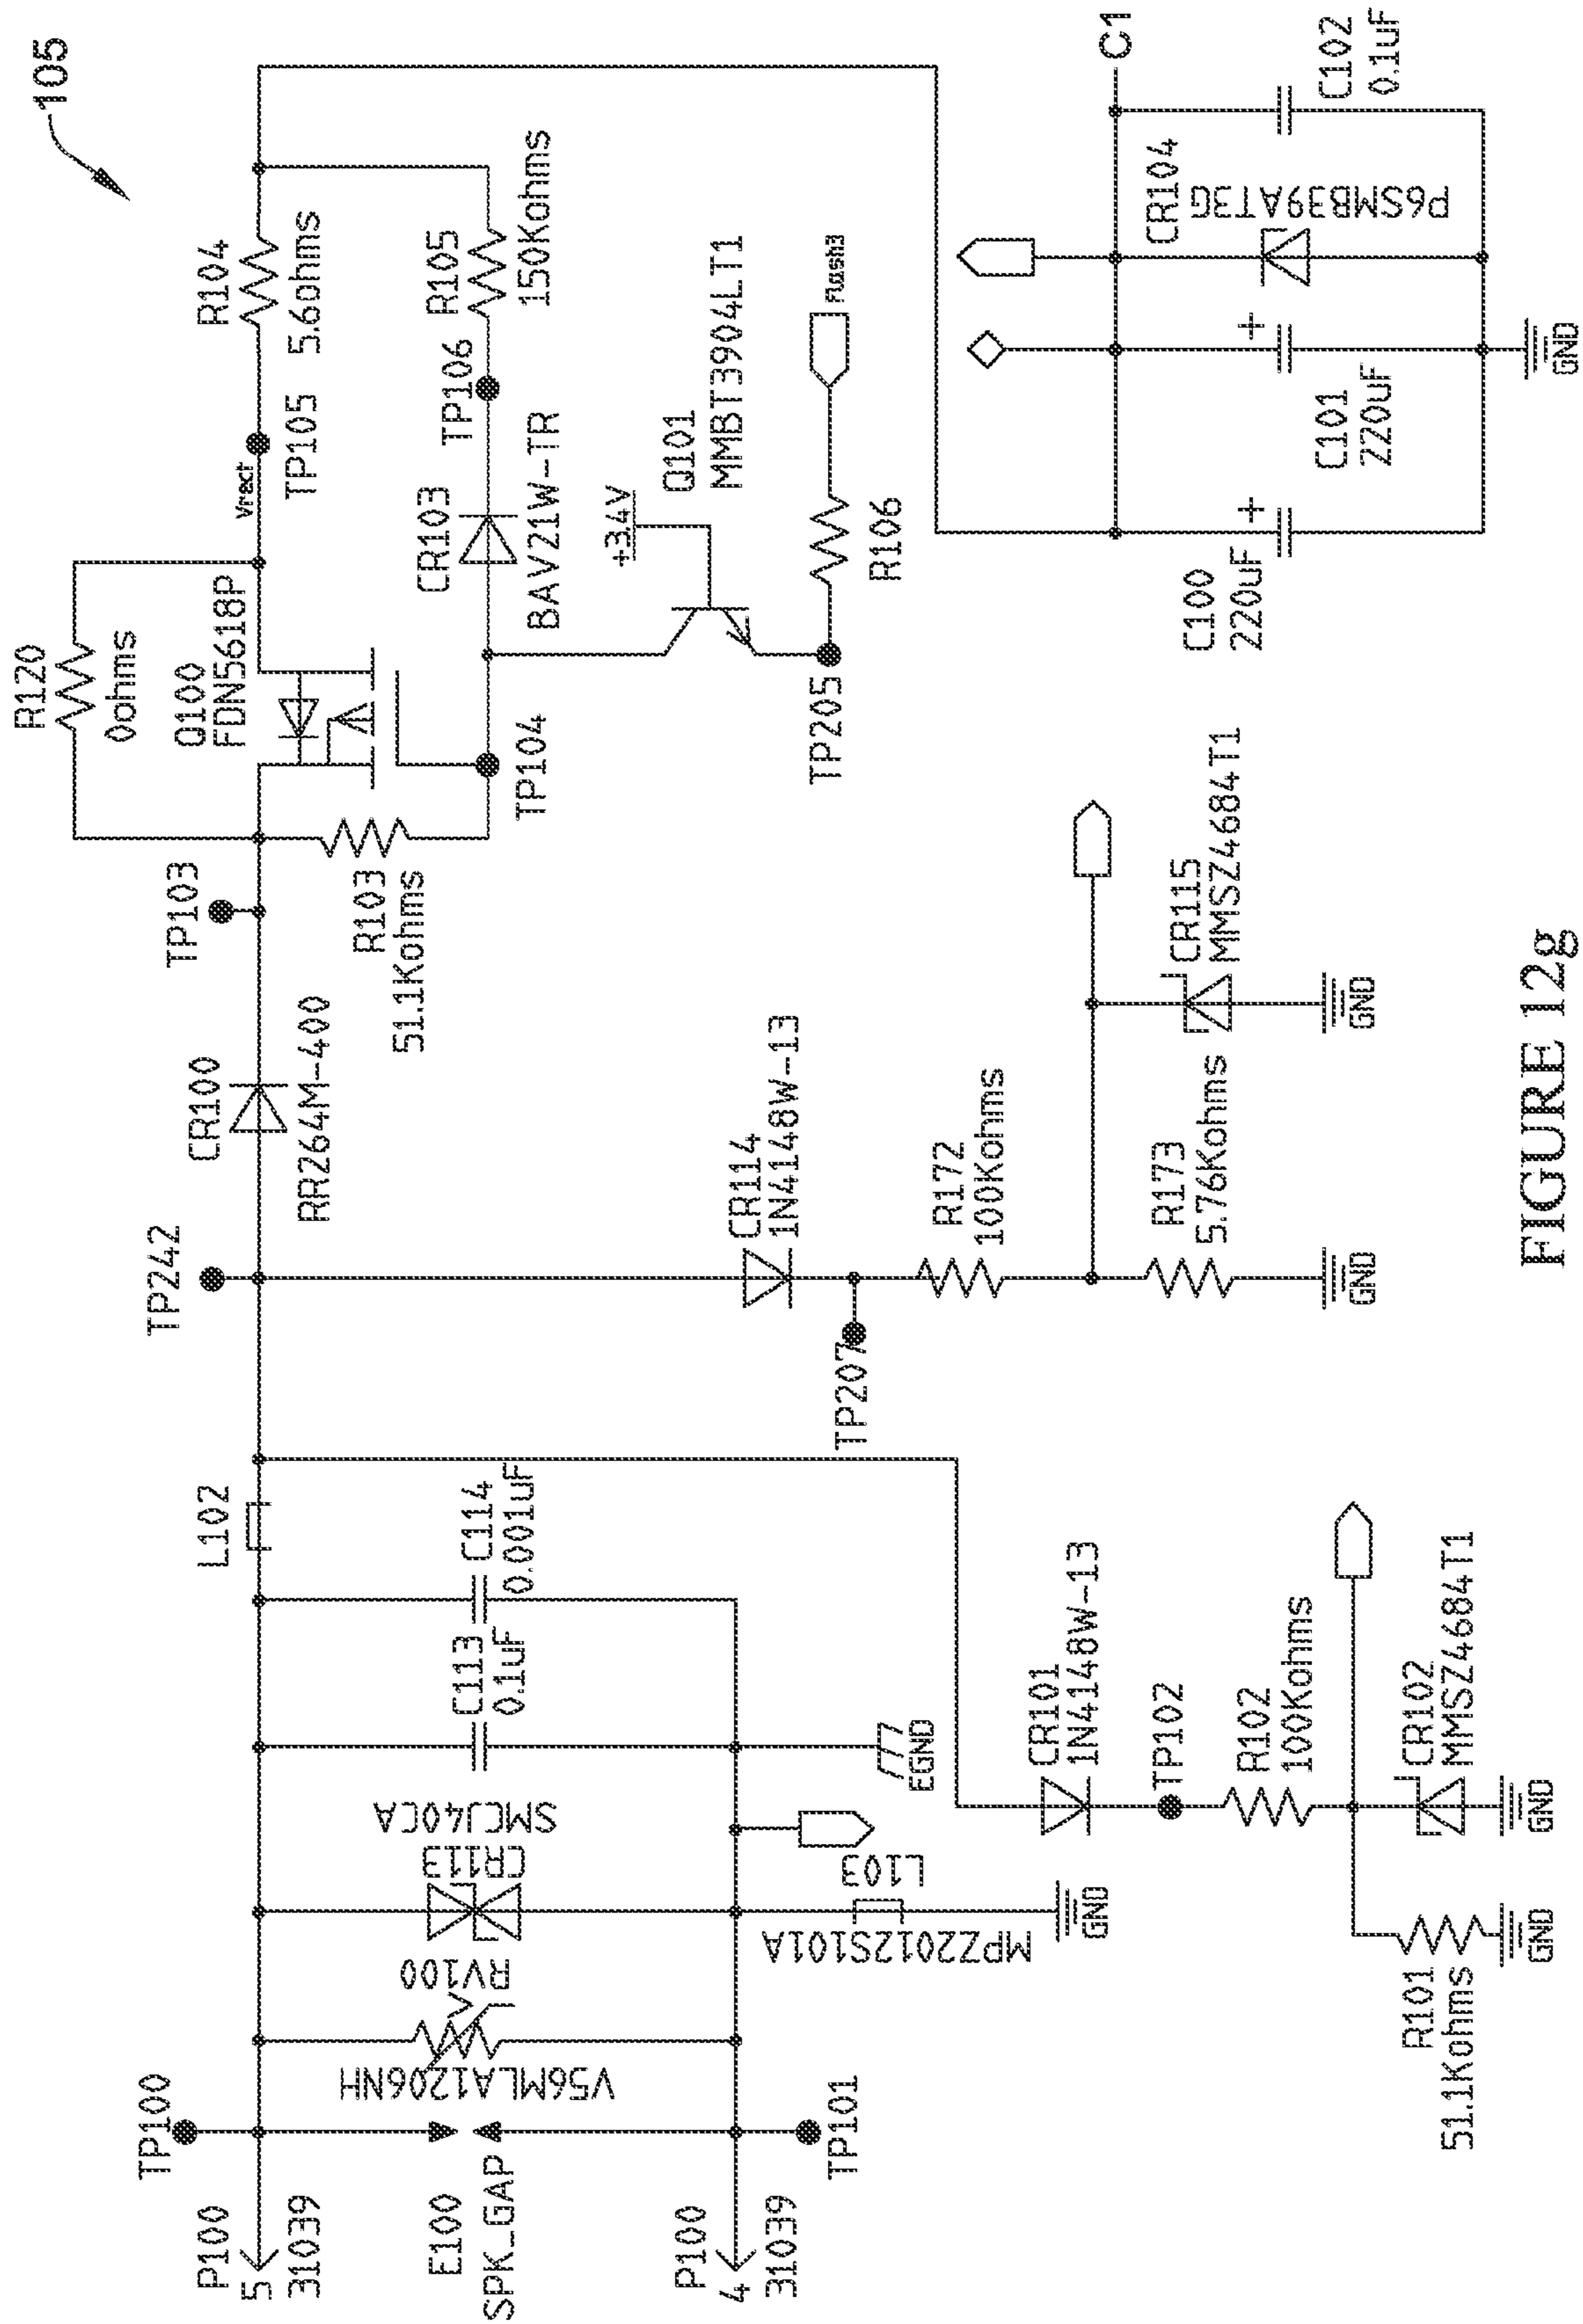 105
R120
0ohms
Q100
FDN5618P
Vrect
TP105
R104
5.6ohms
TP103
R103
51.1Kohms
TP104
CR103
BAV21W-TR
TP106
R105
150Kohms
+3.4V
Q101
MMBT3904LT1
TP205
R106
Flash3
CR100
RR264M-400
TP242
CR114
1N4148W-13
TP207
R172
100Kohms
R173
5.76Kohms
GND
CR115
MMSZ4684T1
GND
C1
C100
220uF
+
C101
220uF
+
CR104
P6SMB39AT3G
C102
0.1uF
GND
TP100
P100
5
31039
E100
SPK_GAP
P100
4
31039
TP101
RV100
V56MLA1206NH
CR113
SMCJ40CA
C113
0.1uF
C114
0.001uF
L102
L103
MPZ2012S101A
GND
EGND
CR101
1N4148W-13
TP102
R102
100Kohms
R101
51.1Kohms
GND
CR102
MMSZ4684T1
GND
FIGURE 12g